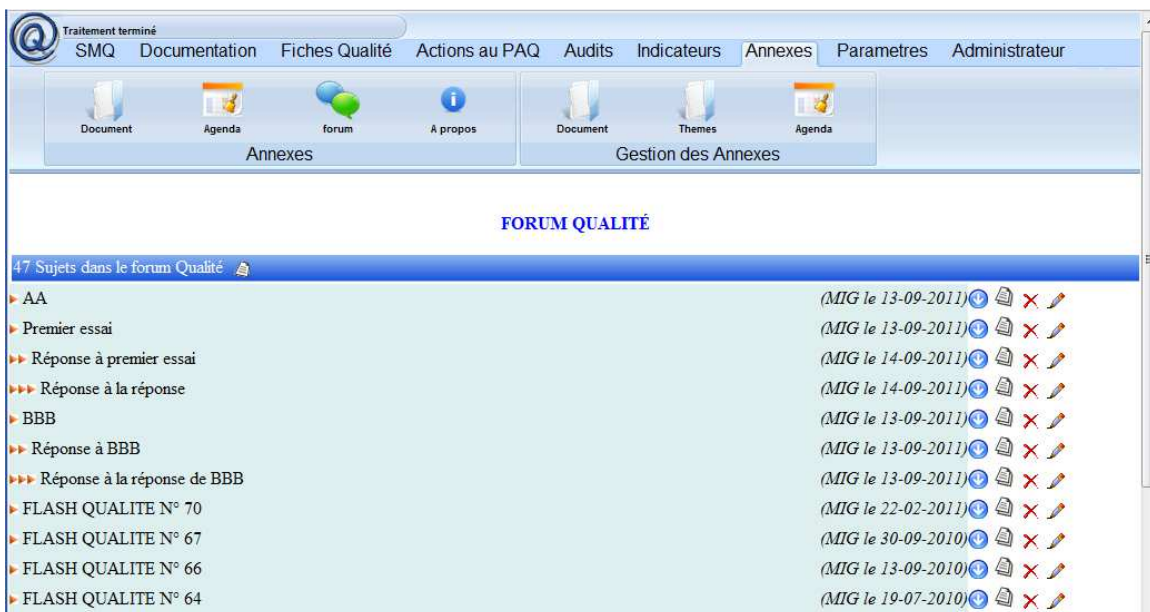 Traitement terminé
SMQ Documentation Fiches Qualité Actions au PAQ Audits Indicateurs Annexes Parametres Administrateur
Document Agenda forum A propos Document Themes Agenda
Annexes Gestion des Annexes
FORUM QUALITÉ
47 Sujets dans le forum Qualité
AA (MIG le 13-09-2011)
Premier essai (MIG le 13-09-2011)
Réponse à premier essai (MIG le 14-09-2011)
Réponse à la réponse (MIG le 14-09-2011)
BBB (MIG le 13-09-2011)
Réponse à BBB (MIG le 13-09-2011)
Réponse à la réponse de BBB (MIG le 13-09-2011)
FLASH QUALITE N° 70 (MIG le 22-02-2011)
FLASH QUALITE N° 67 (MIG le 30-09-2010)
FLASH QUALITE N° 66 (MIG le 13-09-2010)
FLASH QUALITE N° 64 (MIG le 19-07-2010)